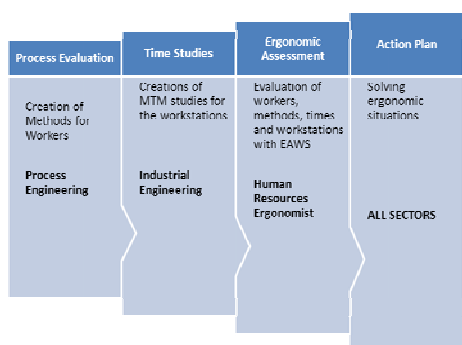 Process Evaluation
Creation of
Methods for
Workers
Process
Engineering
Time Studies
Creations of
MTM studies for
the workstations
Industrial
Engineering
Ergonomic
Assessment
Evaluation of
workers,
methods, times
and workstations
with EAWS
Human
Resources
Ergonomist
Action Plan
Solving
ergonomic
situations
ALL SECTORS